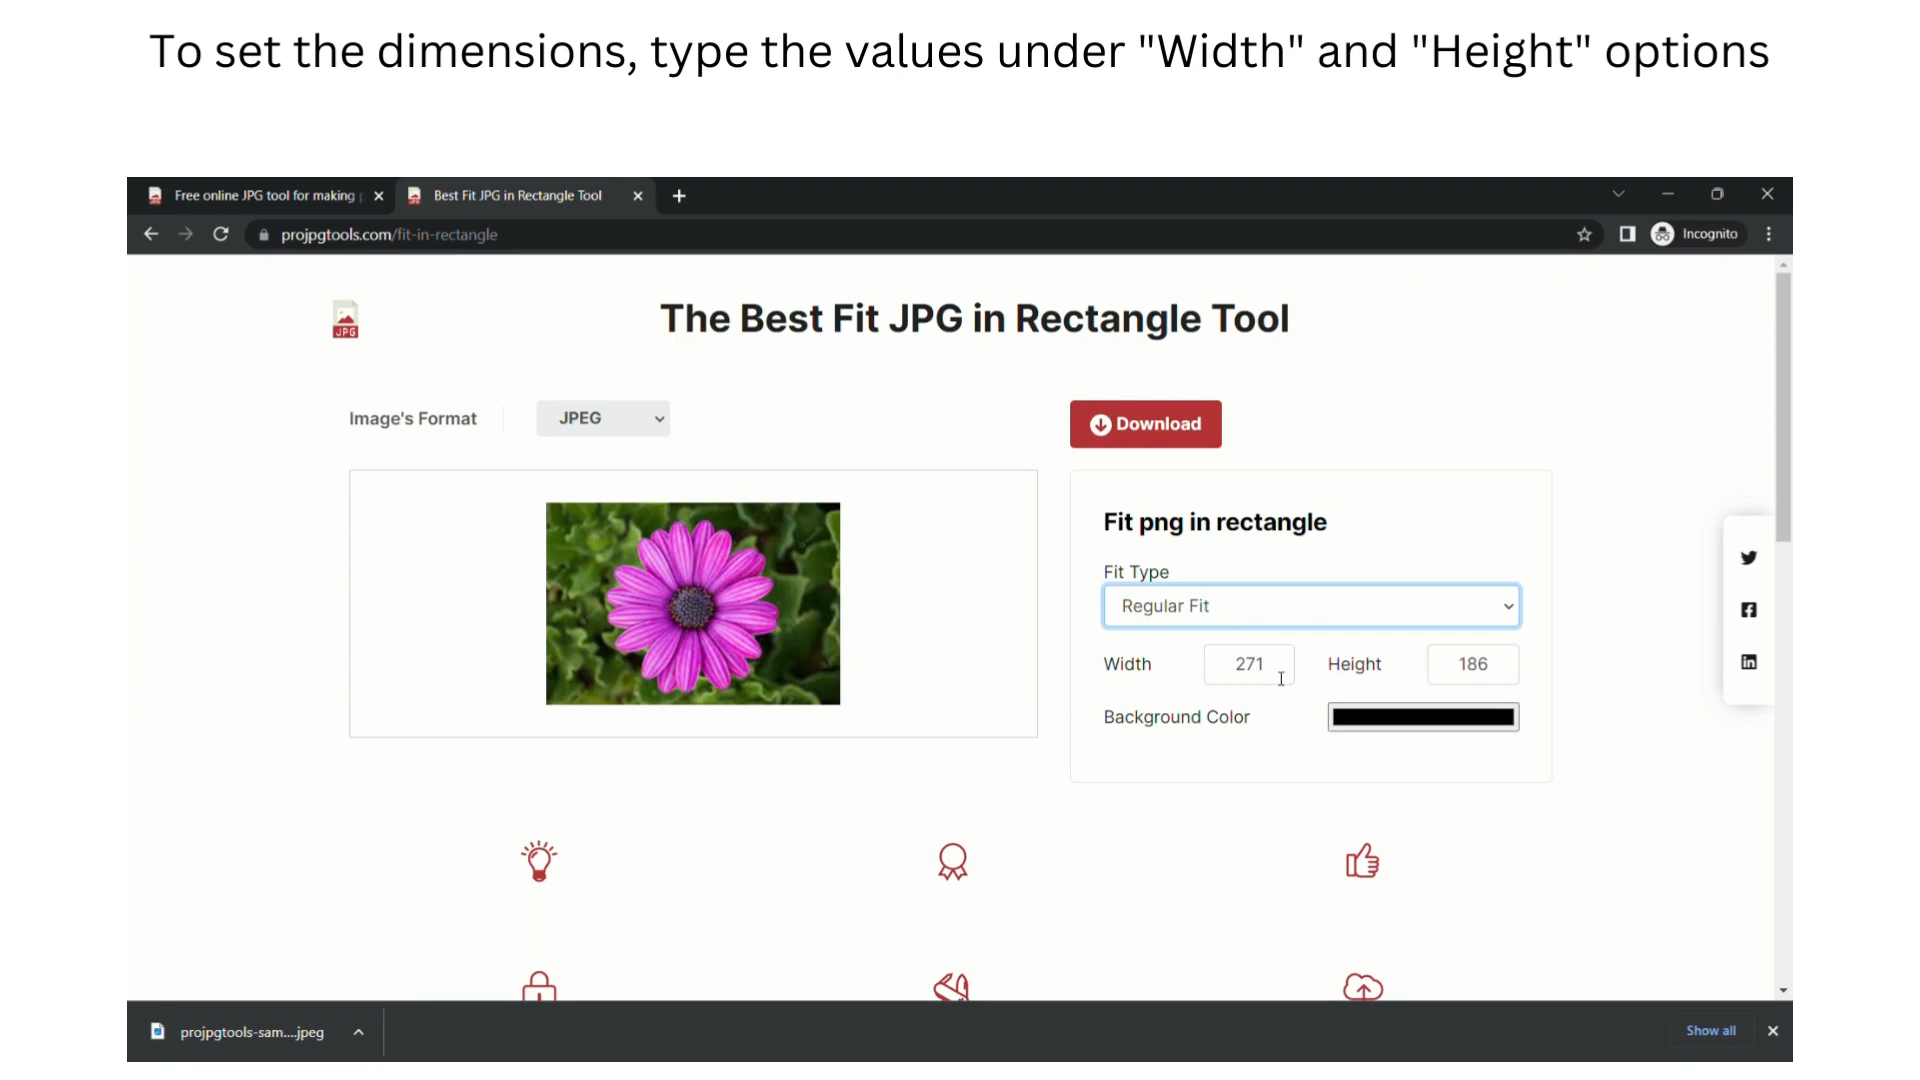 To set the dimensions, type the values under "Width" and "Height" options
Free online JPG tool for making
Best Fit JPG in Rectangle Tool
projpgtools.com/fit-in-rectangle
Incognito
JPG
The Best Fit JPG in Rectangle Tool
Image's Format
JPEG
Download
Fit png in rectangle
Fit Type
Regular Fit
Width 271 Height 186
Background Color
projpgtools-sam....jpeg
Show all